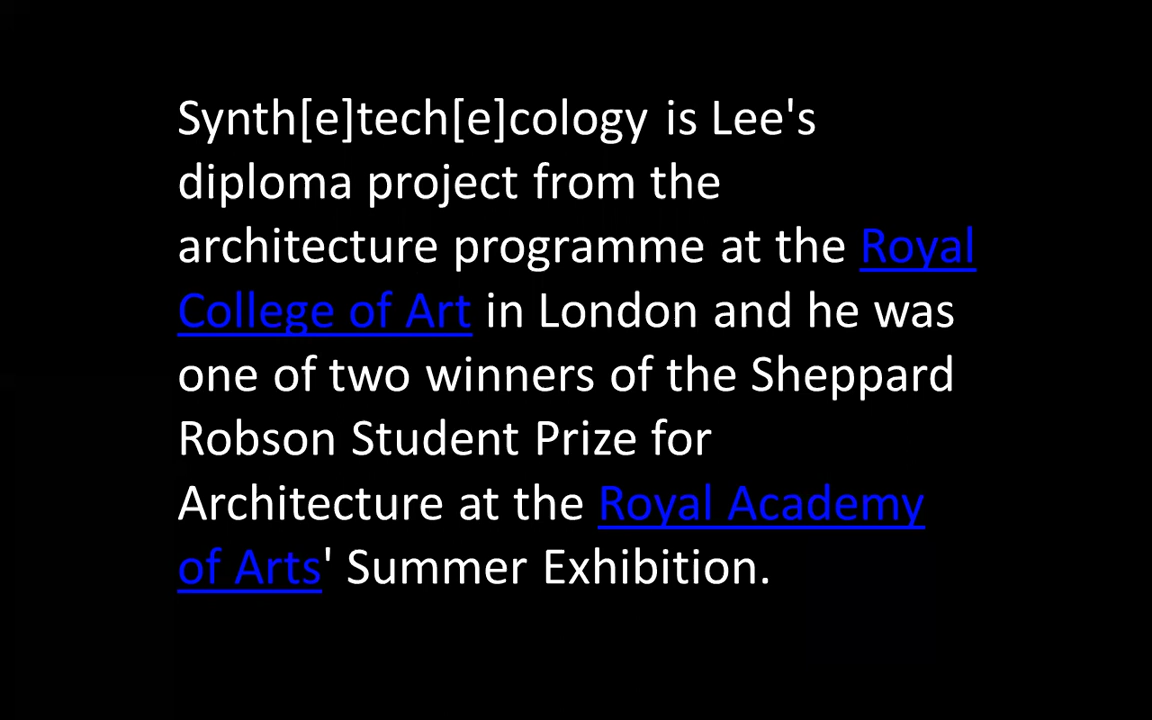 Synth[e]tech[e]cology is Lee's
diploma project from the
architecture programme at the Royal
College of Art in London and he was
one of two winners of the Sheppard
Robson Student Prize for
Architecture at the Royal Academy
of Arts' Summer Exhibition.